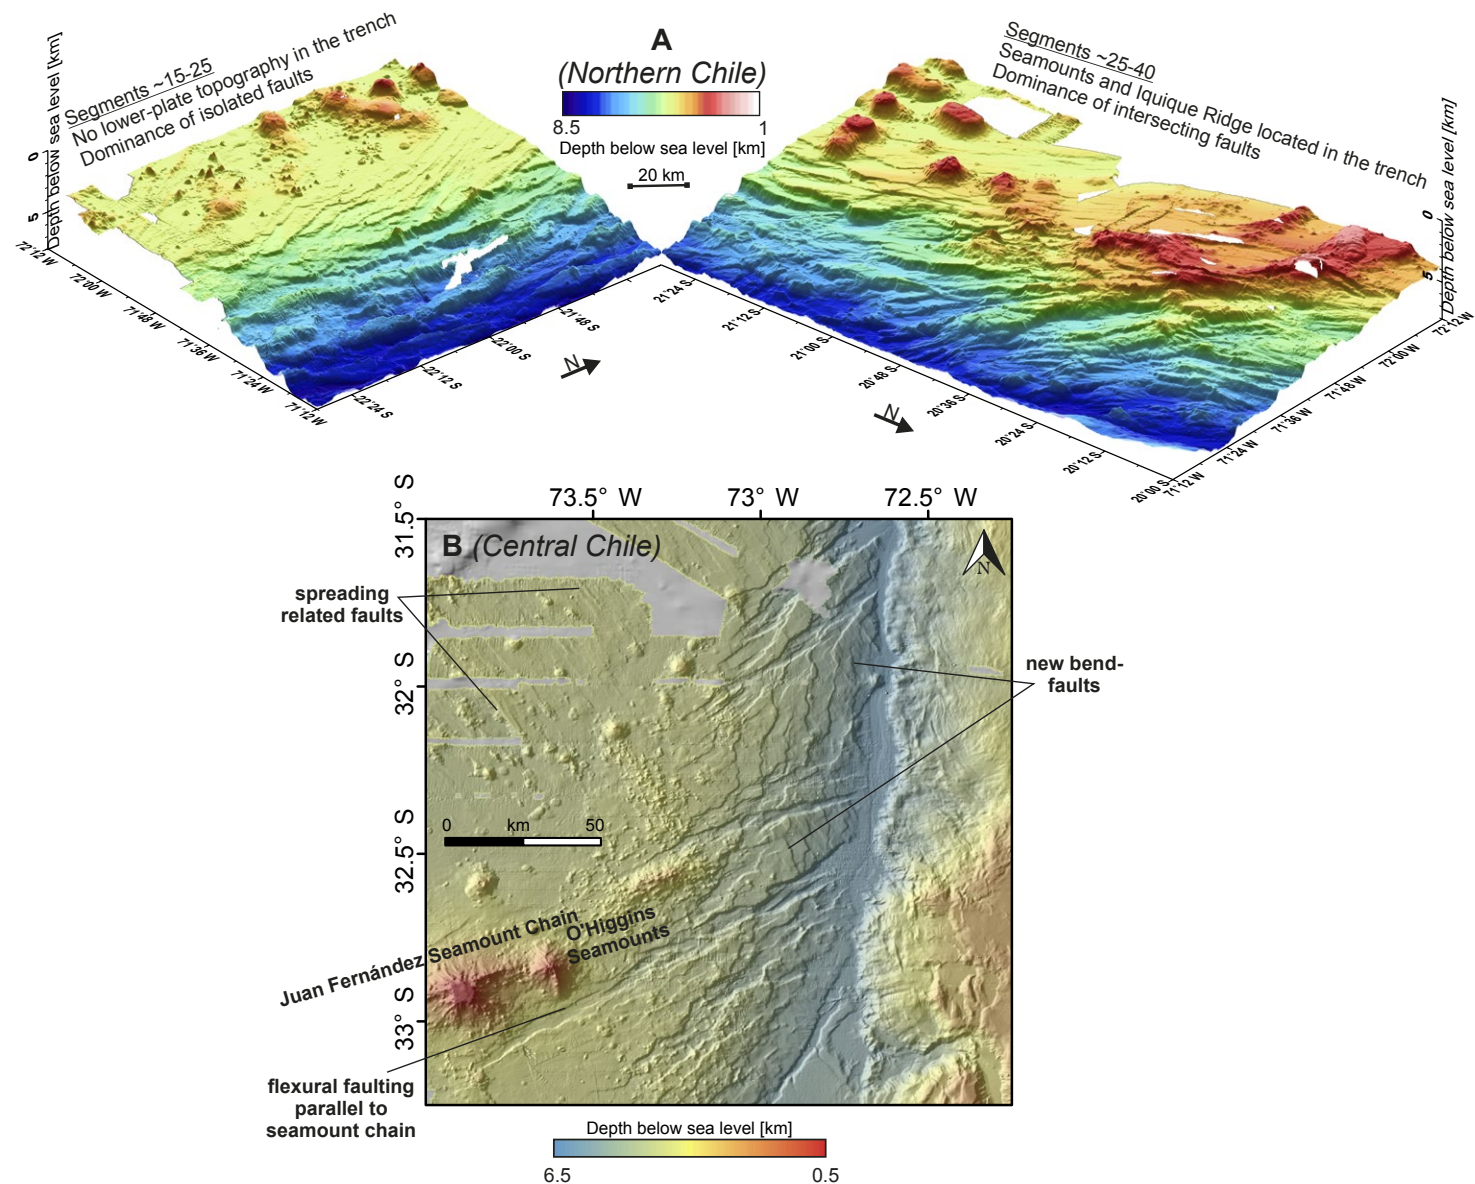 A
(Northern Chile)
8.5
1
Depth below sea level [km]
20 km
Segments ~15-25
No lower-plate topography in the trench
Dominance of isolated faults
Depth below sea level [km]
0
5
72˚12 W
72˚00 W
71˚48 W
71˚36 W
71˚24 W
71˚12 W
22˚24 S
22˚12 S
22˚00 S
21˚48 S
N
Segments ~25-40
Seamounts and Iquique Ridge located in the trench
Dominance of intersecting faults
Depth below sea level [km]
0
5
21˚24 S
21˚12 S
21˚00 S
20˚48 S
20˚36 S
20˚24 S
20˚12 S
20˚00 S
71˚12 W
71˚24 W
71˚36 W
71˚48 W
72˚00 W
72˚12 W
N
73.5° W
73° W
72.5° W
31.5° S
32° S
32.5° S
33° S
B (Central Chile)
N
spreading
related faults
new bend-
faults
0
km
50
Juan Fernández Seamount Chain
O'Higgins
Seamounts
flexural faulting
parallel to
seamount chain
Depth below sea level [km]
6.5
0.5